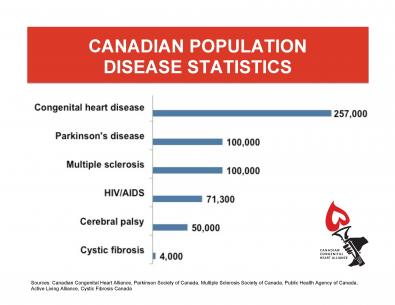 CANADIAN POPULATION
DISEASE STATISTICS
Congenital heart disease 257,000
Parkinson's disease 100,000
Multiple sclerosis 100,000
HIV/AIDS 71,300
Cerebral palsy 50,000
Cystic fibrosis 4,000
CANADIAN
CONGENITAL
HEART ALLIANCE
Sources: Canadian Congenital Heart Alliance, Parkinson Society of Canada, Multiple Sclerosis Society of Canada, Public Health Agency of Canada,
Active Living Alliance, Cystic Fibrosis Canada